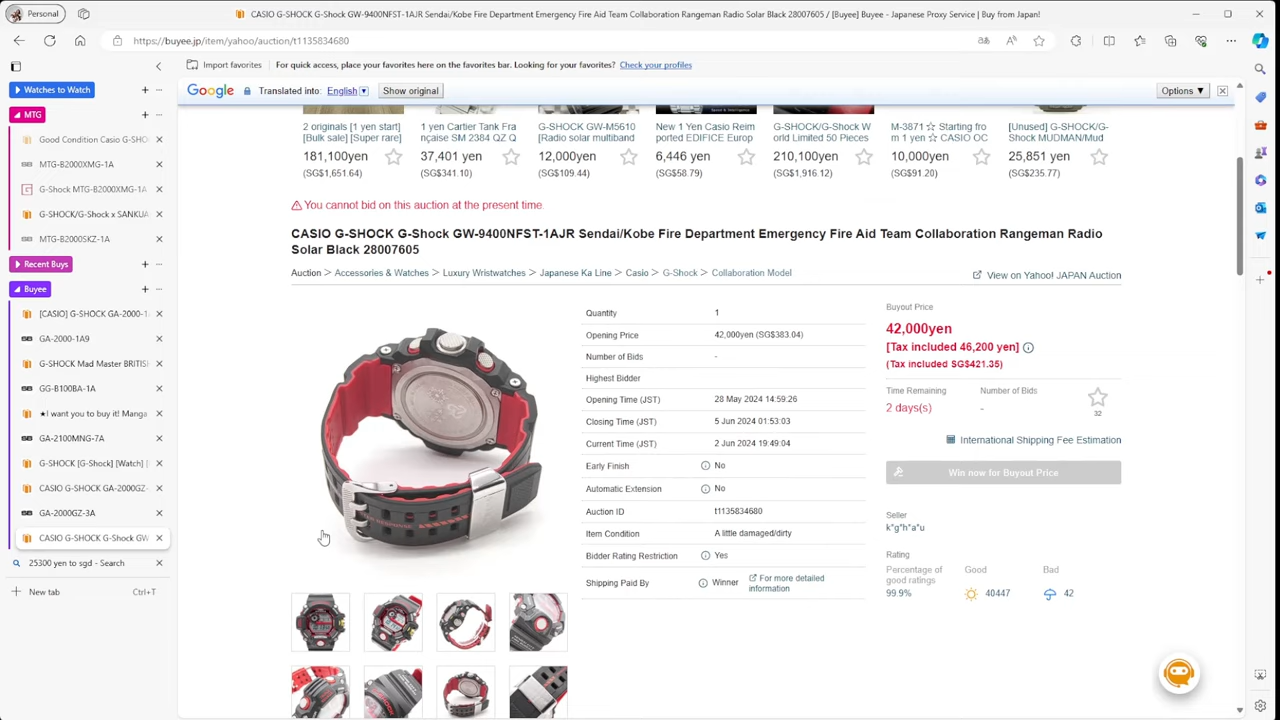 Personal
CASIO G-SHOCK G-Shock GW-9400NFST-1AJR Sendai/Kobe Fire Department Emergency Fire Aid Team Collaboration Rangeman Radio Solar Black 28007605 / [Buyee] Buyee - Japanese Proxy Service | Buy from Japan!
https://buyee.jp/item/yahoo/auction/t1135834680
Import favorites
For quick access, place your favorites here on the favorites bar. Looking for your favorites? Check your profiles
Watches to Watch
MTG
Good Condition Casio G-SHO
MTG-B2000XMG-1A
G-Shock MTG-B2000XMG-1A
G-SHOCK/G-Shock x SANKUA
MTG-B2000SKZ-1A
Recent Buys
Buyee
[CASIO] G-SHOCK GA-2000-1
GA-2000-1A9
G-SHOCK Mad Master BRITISH
GG-B100BA-1A
★I want you to buy it! Manga
GA-2100MNG-7A
G-SHOCK [G-Shock] [Watch] [
CASIO G-SHOCK GA-2000GZ-
GA-2000GZ-3A
CASIO G-SHOCK G-Shock GW
25300 yen to sgd - Search
New tab
Ctrl+T
Google
Translated into: English ▼
Show original
Options ▼
2 originals [1 yen start] [Bulk sale] [Super rare]
181,100yen
(SG$1,651.64)
1 yen Cartier Tank Française SM 2384 QZ Q
37,401 yen
(SG$341.10)
G-SHOCK GW-M5610 [Radio solar multiband
12,000yen
(SG$109.44)
New 1 Yen Casio Reimported EDIFICE Europ
6,446 yen
(SG$58.79)
G-SHOCK/G-Shock World Limited 50 Pieces
210,100yen
(SG$1,916.12)
M-3871 ☆ Starting from 1 yen ☆ CASIO OC
10,000yen
(SG$91.20)
[Unused] G-SHOCK/G-Shock MUDMAN/Mud
25,851 yen
(SG$235.77)
You cannot bid on this auction at the present time.
CASIO G-SHOCK G-Shock GW-9400NFST-1AJR Sendai/Kobe Fire Department Emergency Fire Aid Team Collaboration Rangeman Radio
Solar Black 28007605
Auction > Accessories & Watches > Luxury Wristwatches > Japanese Ka Line > Casio > G-Shock > Collaboration Model
View on Yahoo! JAPAN Auction
Quantity 1
Opening Price 42,000yen (SG$383.04)
Number of Bids -
Highest Bidder
Opening Time (JST) 28 May 2024 14:59:26
Closing Time (JST) 5 Jun 2024 01:53:03
Current Time (JST) 2 Jun 2024 19:49:04
Early Finish No
Automatic Extension No
Auction ID t1135834680
Item Condition A little damaged/dirty
Bidder Rating Restriction Yes
Shipping Paid By Winner For more detailed
information
Buyout Price
42,000yen
[Tax included 46,200 yen]
(Tax included SG$421.35)
Time Remaining Number of Bids
2 days(s) -
32
International Shipping Fee Estimation
Win now for Buyout Price
Seller
k*g*h*a*u
Rating
Percentage of
good ratings
99.9%
Good
40447
Bad
42